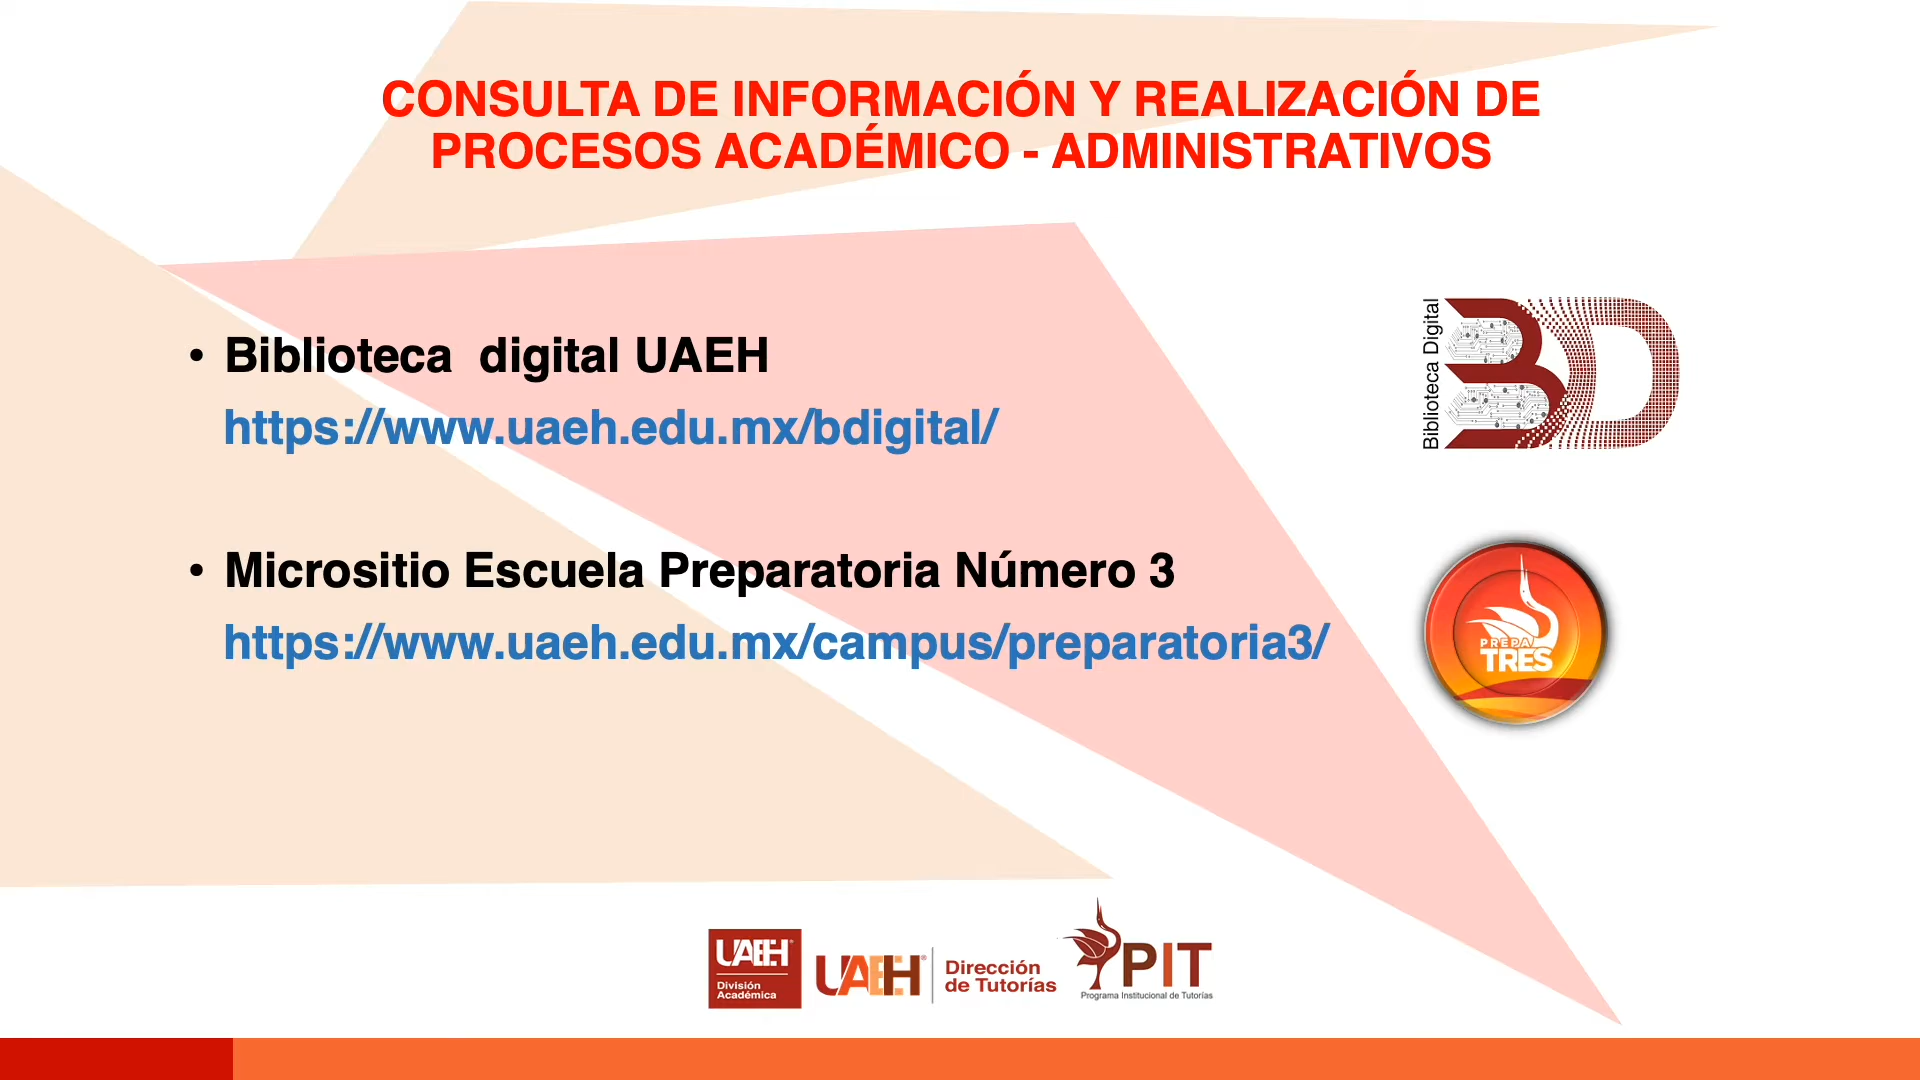 CONSULTA DE INFORMACIÓN Y REALIZACIÓN DE
PROCESOS ACADÉMICO - ADMINISTRATIVOS
• Biblioteca  digital UAEH
https://www.uaeh.edu.mx/bdigital/
Biblioteca Digital
BD
• Micrositio Escuela Preparatoria Número 3
https://www.uaeh.edu.mx/campus/preparatoria3/
PREPA
TRES
UAEH
División
Académica
UAEH
Dirección
de Tutorías
PIT
Programa Institucional de Tutorías